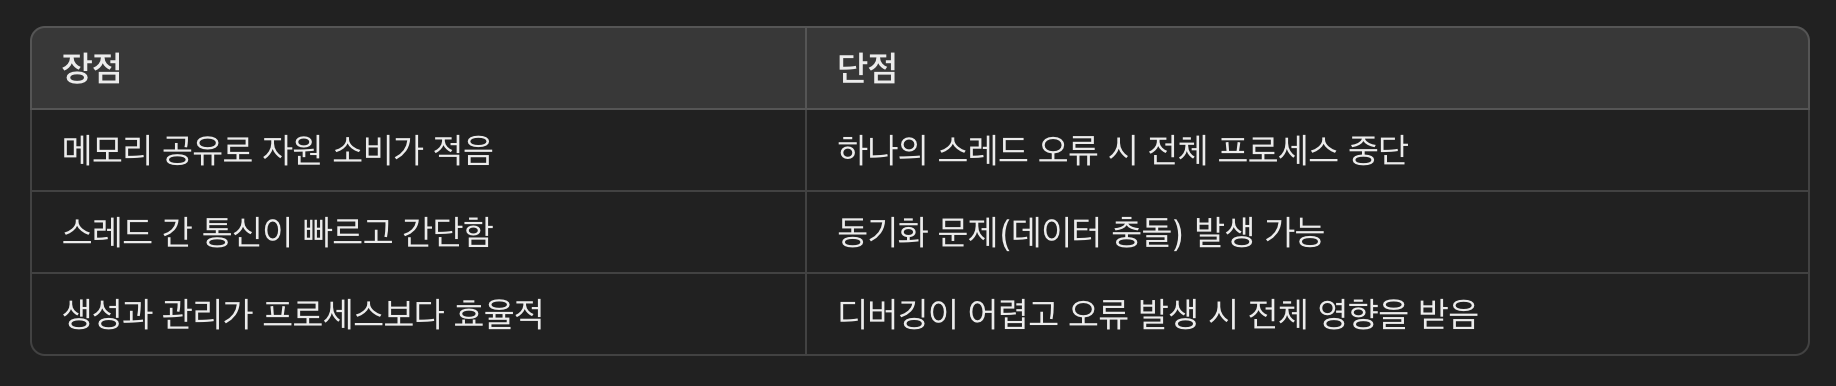 장점 단점
메모리 공유로 자원 소비가 적음 하나의 스레드 오류 시 전체 프로세스 중단
스레드 간 통신이 빠르고 간단함 동기화 문제(데이터 충돌) 발생 가능
생성과 관리가 프로세스보다 효율적 디버깅이 어렵고 오류 발생 시 전체 영향을 받음